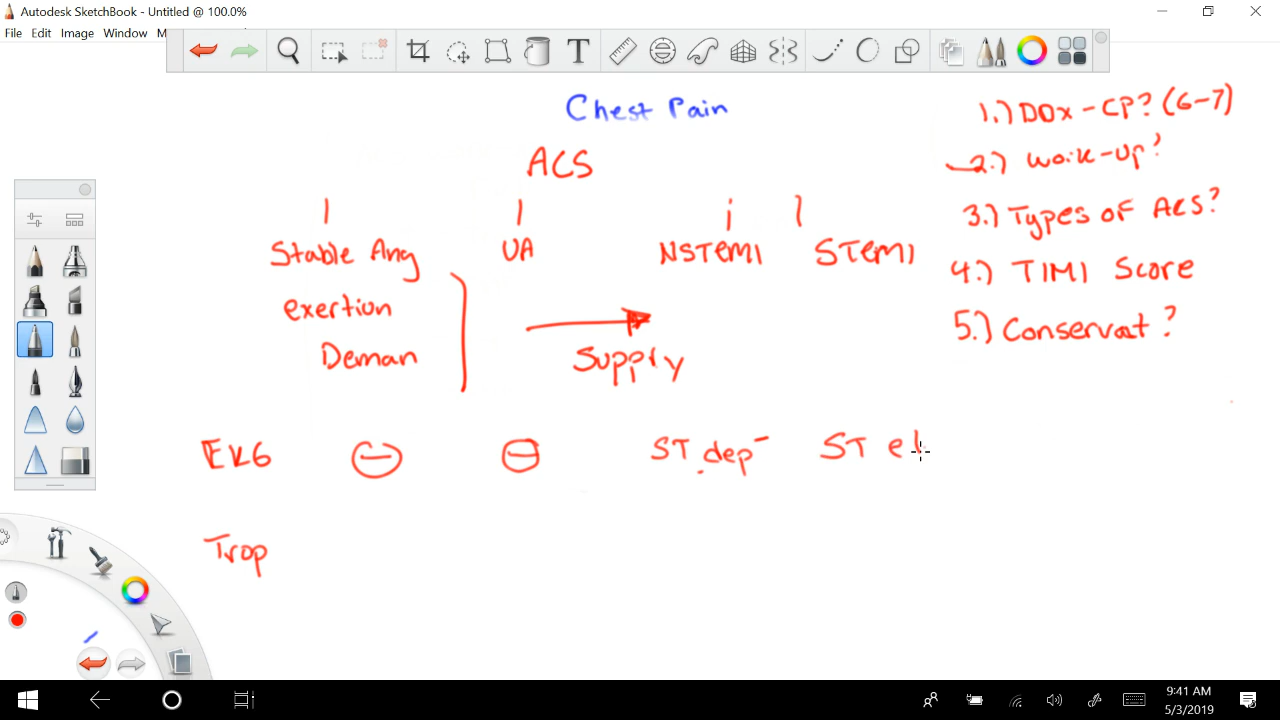 Autodesk SketchBook - Untitled @ 100.0%
File Edit Image Window M
Chest Pain
ACS
Stable Ang UA NSTEMI STEMI
exertion
Deman
Supply
EKG ST dep ST el
Trop
1.) DDx - CP? (6-7)
2.) Work-up?
3.) Types of ACS?
4.) TIMI Score
5.) Conservat?
9:41 AM
5/3/2019